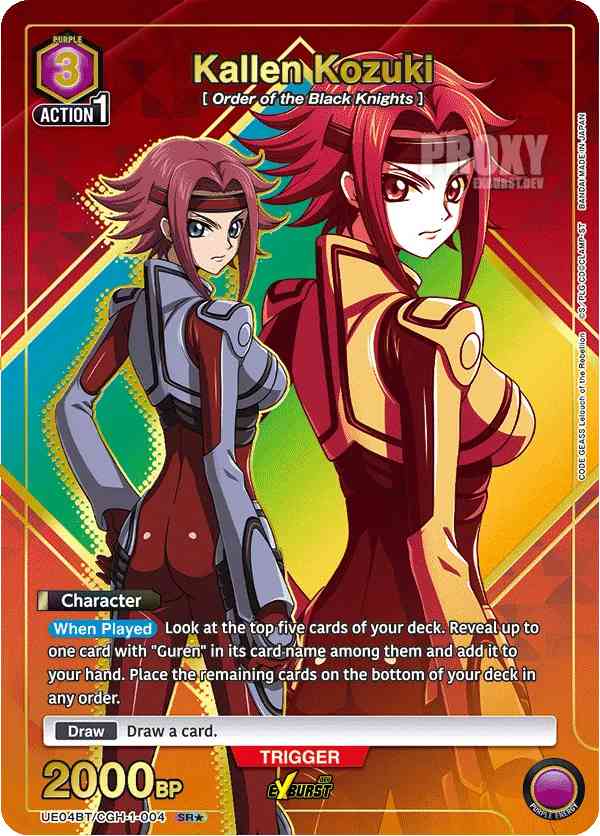 PURPLE
3
ACTION 1
Kallen Kozuki
[ Order of the Black Knights ]
PROXY
EXBURST.DEV
CODE GEASS Lelouch of the Rebellion ©S, PLG CD©CLAMP･ST BANDAI MADE IN JAPAN
Character
When Played Look at the top five cards of your deck. Reveal up to
one card with "Guren" in its card name among them and add it to
your hand. Place the remaining cards on the bottom of your deck in
any order.
Draw Draw a card.
TRIGGER
2000BP
EXBURST
.DEV
UE04BT/CGH-1-004 SR★
PURPLE ENERGY